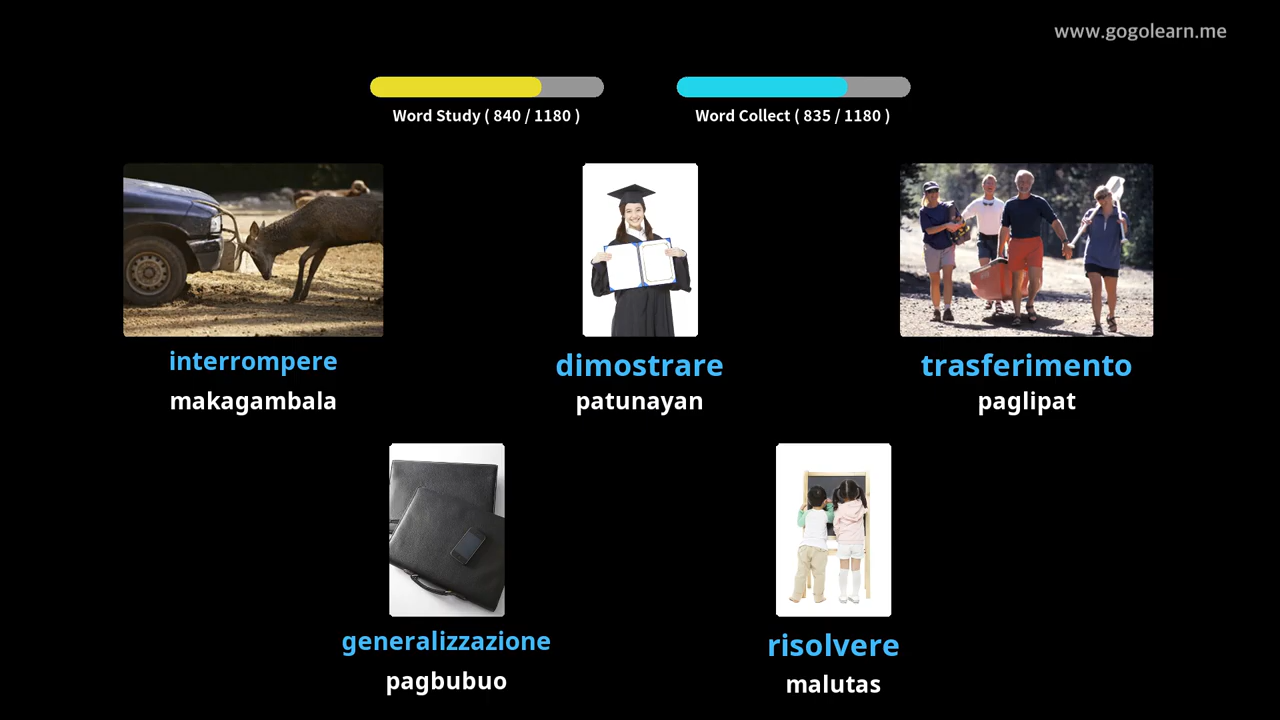 www.gogolearn.me
Word Study ( 840 / 1180 )
Word Collect ( 835 / 1180 )
interrompere
makagambala
dimostrare
patunayan
trasferimento
paglipat
generalizzazione
pagbubuo
risolvere
malutas